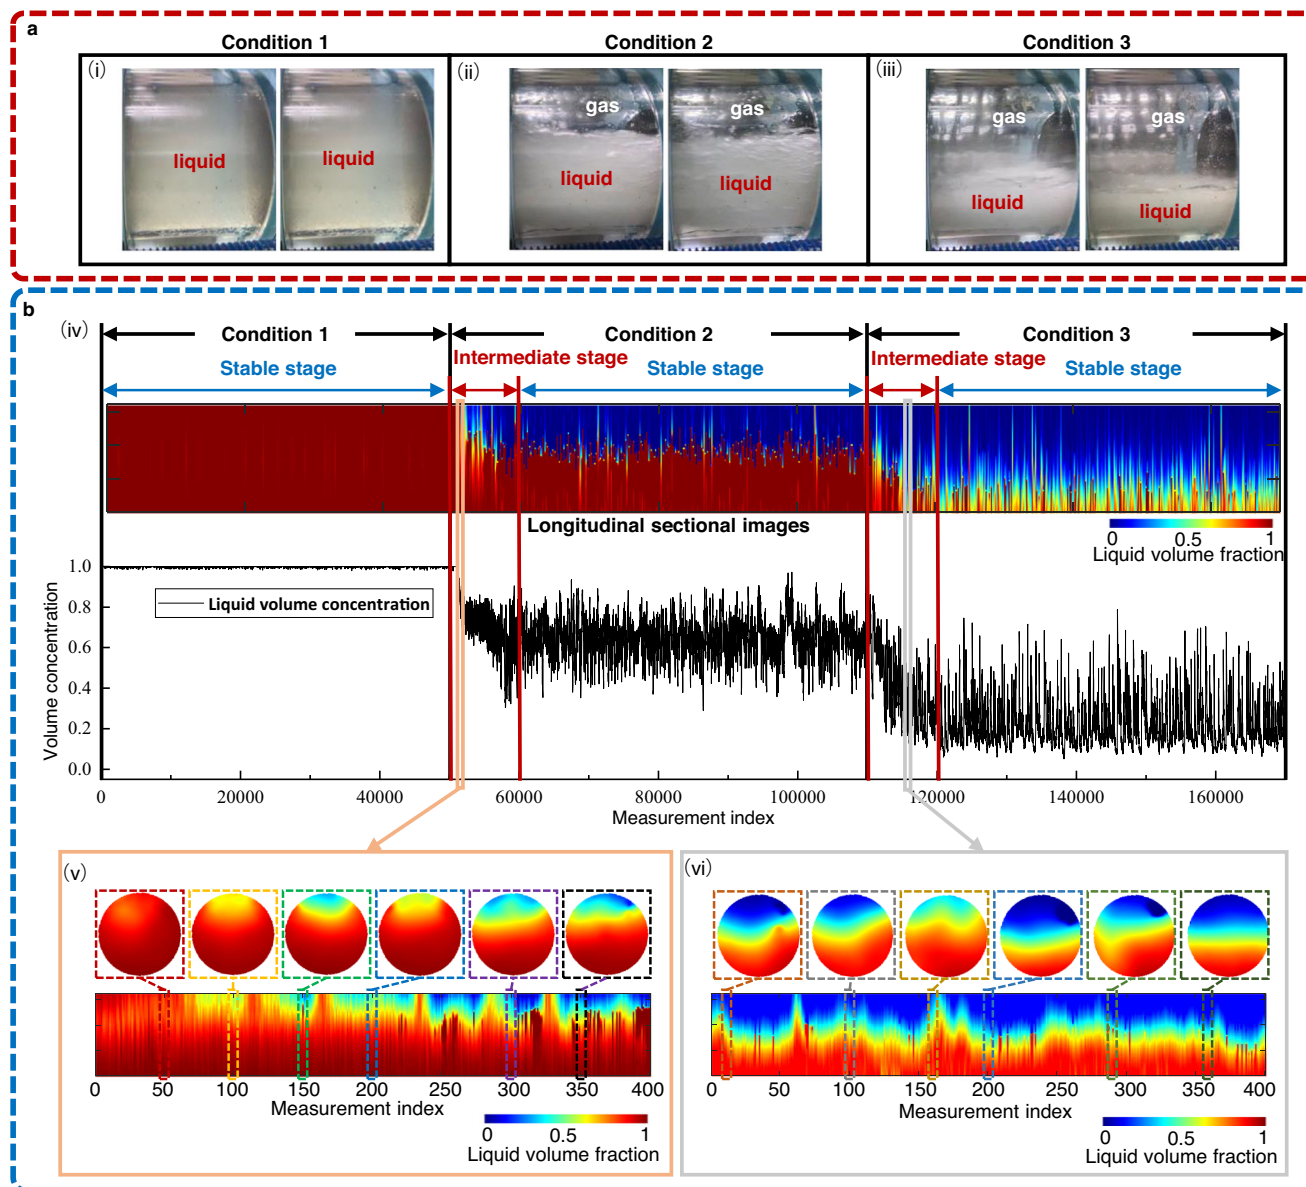 a
Condition 1
Condition 2
Condition 3
(i)
(ii)
(iii)
liquid
liquid
gas
liquid
gas
liquid
gas
liquid
gas
liquid
b
(iv)
Condition 1
Condition 2
Condition 3
Stable stage
Intermediate stage
Stable stage
Intermediate stage
Stable stage
Longitudinal sectional images
0 0.5 1
Liquid volume fraction
Volume concentration
1.0
0.8
0.6
0.4
0.2
0.0
Liquid volume concentration
0 20000 40000 60000 80000 100000 120000 140000 160000
Measurement index
(v)
0 50 100 150 200 250 300 350 400
Measurement index
0 0.5 1
Liquid volume fraction
(vi)
0 50 100 150 200 250 300 350 400
Measurement index
0 0.5 1
Liquid volume fraction